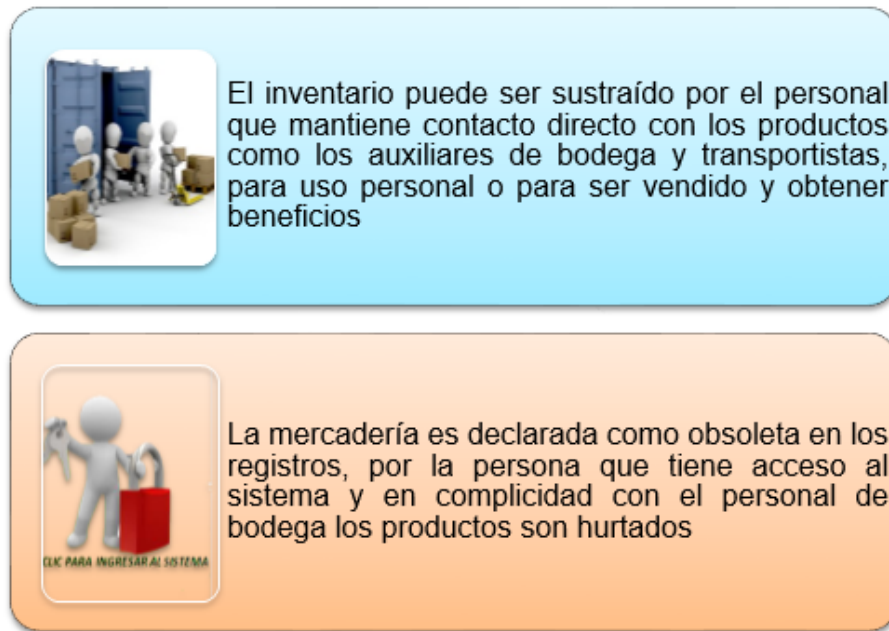 El inventario puede ser sustraído por el personal
que mantiene contacto directo con los productos
como los auxiliares de bodega y transportistas,
para uso personal o para ser vendido y obtener
beneficios
La mercadería es declarada como obsoleta en los
registros, por la persona que tiene acceso al
sistema y en complicidad con el personal de
bodega los productos son hurtados
CLIC PARA INGRESAR AL SISTEMA